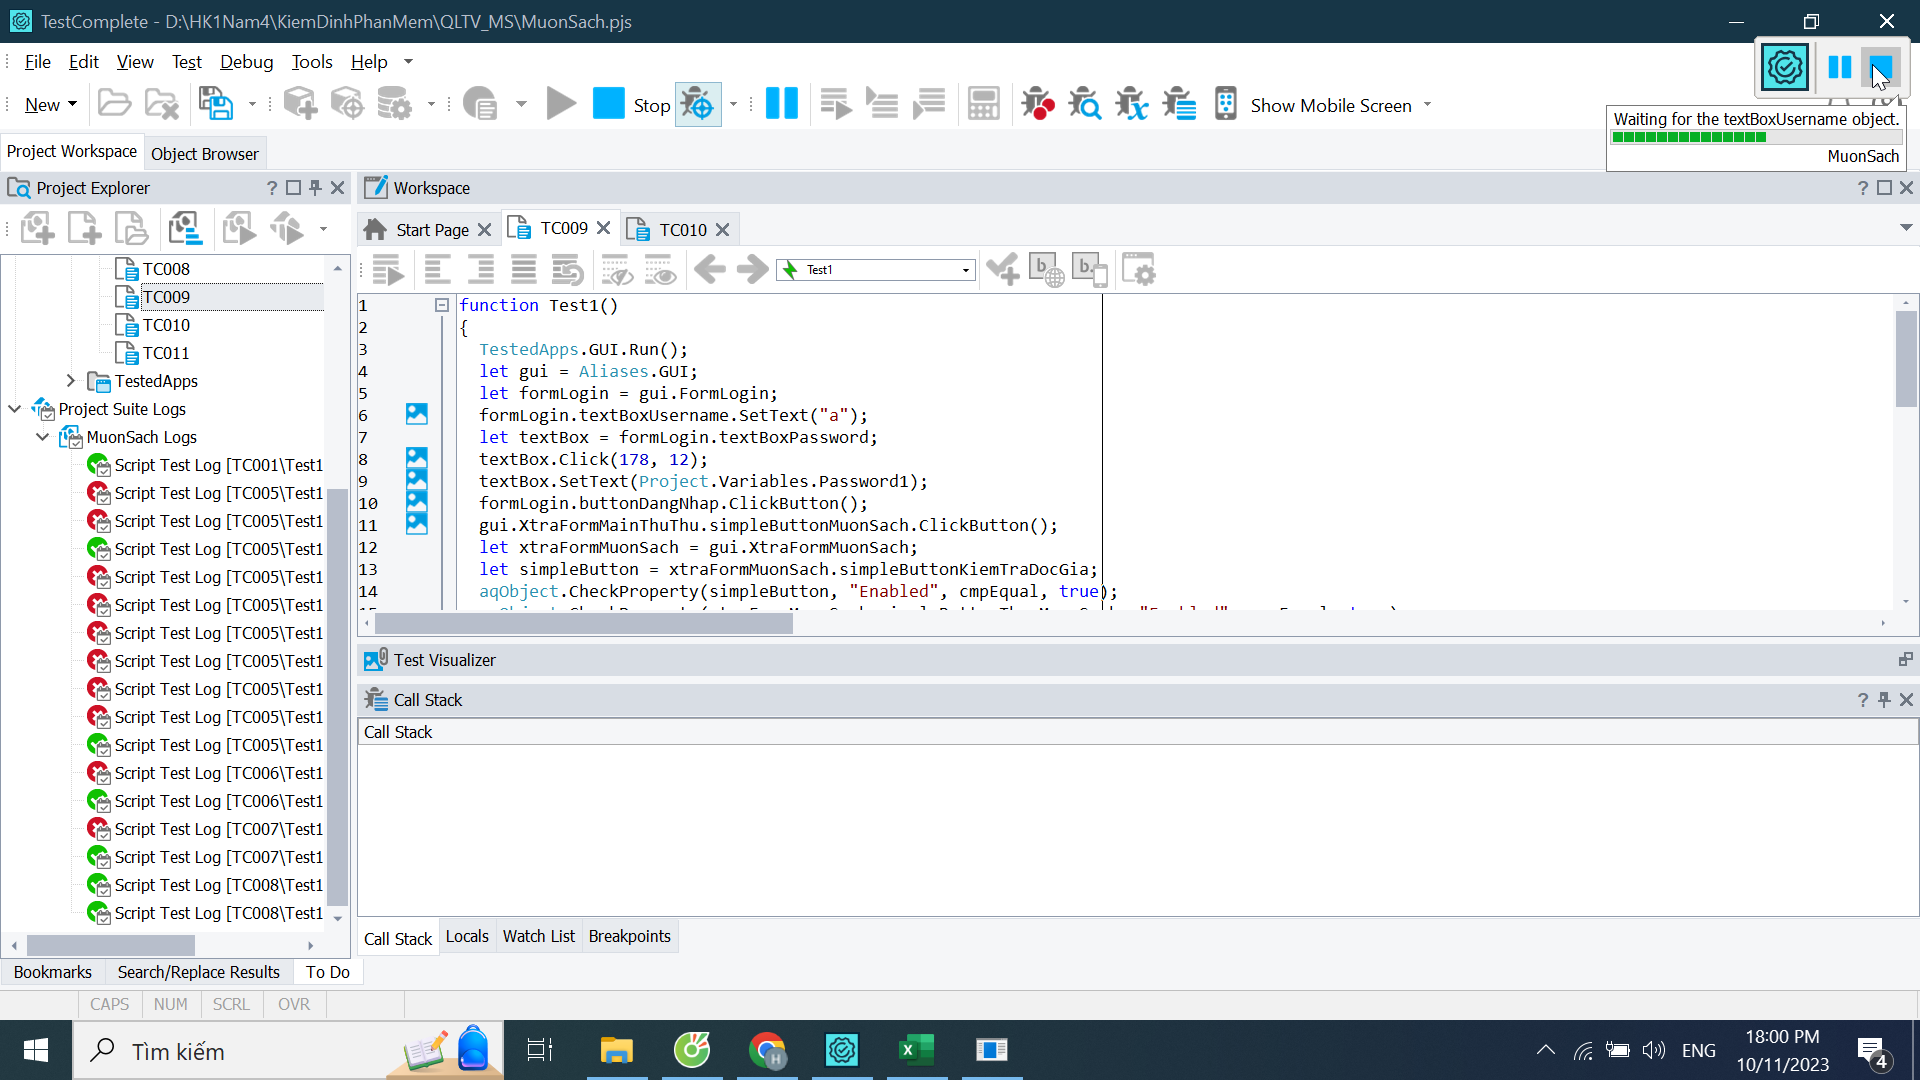 TestComplete - D:\HK1Nam4\KiemDinhPhanMem\QLTV_MS\MuonSach.pjs
File Edit View Test Debug Tools Help
New Stop Show Mobile Screen
Waiting for the textBoxUsername object.
MuonSach
Project Workspace Object Browser
Project Explorer
Workspace
Start Page TC009 TC010
Test1
TC008
TC009
TC010
TC011
TestedApps
Project Suite Logs
MuonSach Logs
Script Test Log [TC001\Test1
Script Test Log [TC005\Test1
Script Test Log [TC005\Test1
Script Test Log [TC005\Test1
Script Test Log [TC005\Test1
Script Test Log [TC005\Test1
Script Test Log [TC005\Test1
Script Test Log [TC005\Test1
Script Test Log [TC005\Test1
Script Test Log [TC005\Test1
Script Test Log [TC005\Test1
Script Test Log [TC006\Test1
Script Test Log [TC006\Test1
Script Test Log [TC007\Test1
Script Test Log [TC007\Test1
Script Test Log [TC008\Test1
Script Test Log [TC008\Test1
1 function Test1()
2 {
3 TestedApps.GUI.Run();
4 let gui = Aliases.GUI;
5 let formLogin = gui.FormLogin;
6 formLogin.textBoxUsername.SetText("a");
7 let textBox = formLogin.textBoxPassword;
8 textBox.Click(178, 12);
9 textBox.SetText(Project.Variables.Password1);
10 formLogin.buttonDangNhap.ClickButton();
11 gui.XtraFormMainThuThu.simpleButtonMuonSach.ClickButton();
12 let xtraFormMuonSach = gui.XtraFormMuonSach;
13 let simpleButton = xtraFormMuonSach.simpleButtonKiemTraDocGia;
14 aqObject.CheckProperty(simpleButton, "Enabled", cmpEqual, true);
Test Visualizer
Call Stack
Call Stack
Call Stack Locals Watch List Breakpoints
Bookmarks Search/Replace Results To Do
CAPS NUM SCRL OVR
Tìm kiếm
ENG
18:00 PM
10/11/2023
4